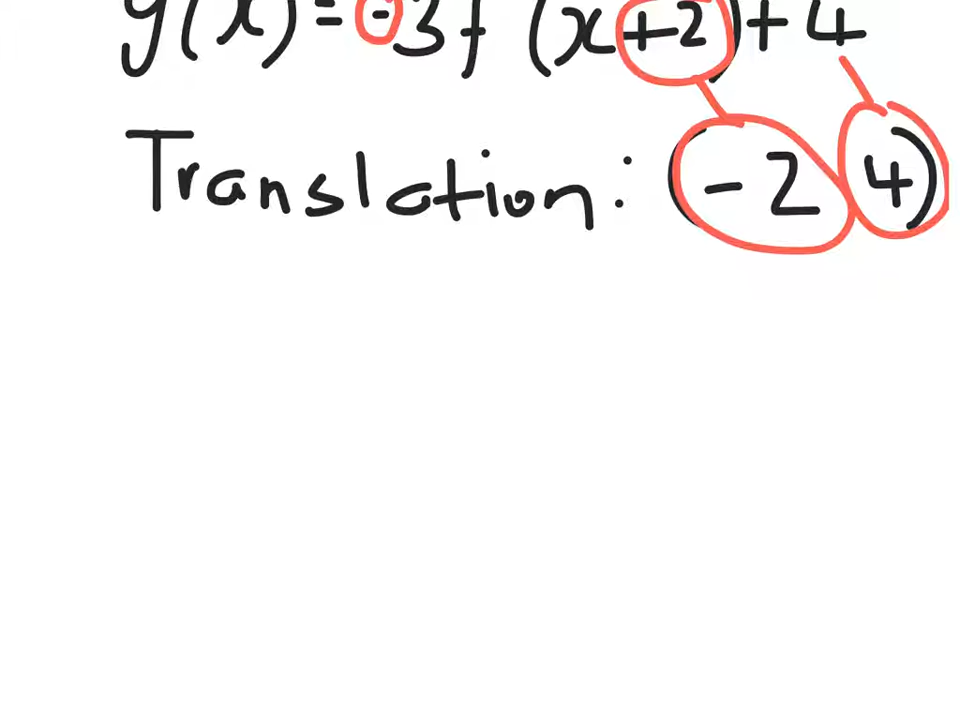 g(x) = -3f(x+2)+4
Translation: (-2 4)